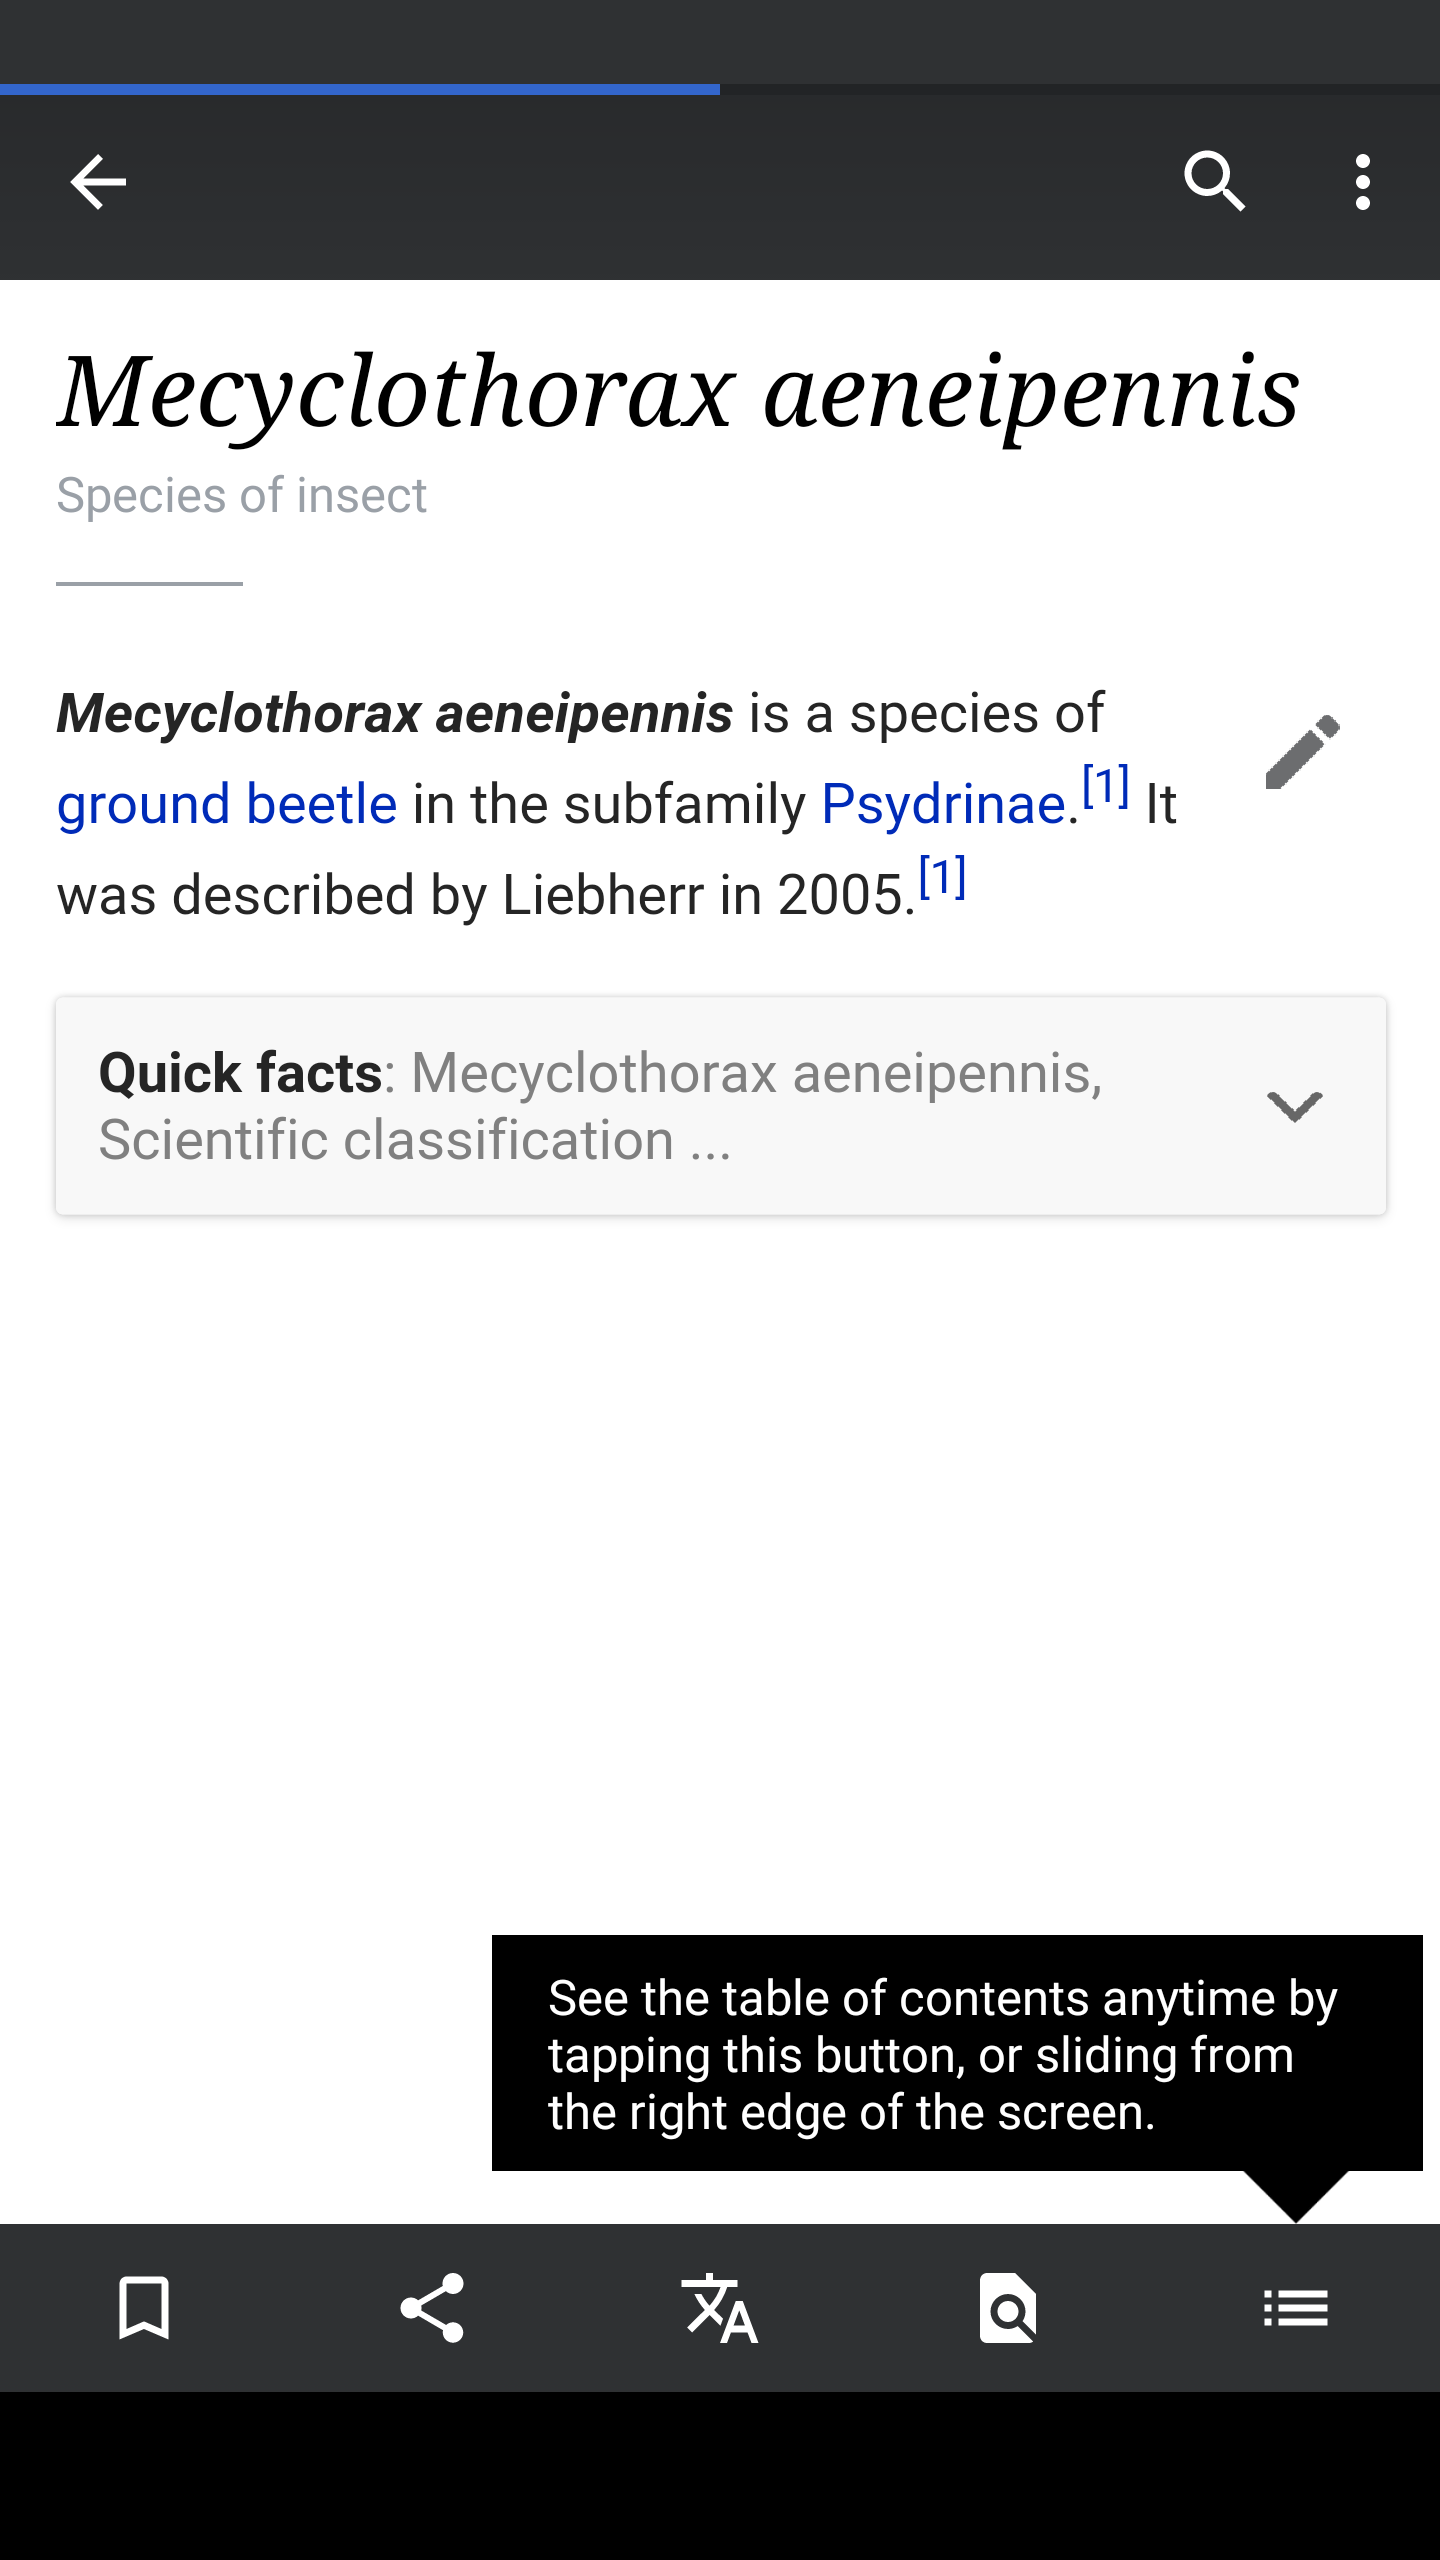 Mecyclothorax aeneipennis
Species of insect
Mecyclothorax aeneipennis is a species of
ground beetle in the subfamily Psydrinae.[1] It
was described by Liebherr in 2005.[1]
Quick facts: Mecyclothorax aeneipennis,
Scientific classification ...
See the table of contents anytime by
tapping this button, or sliding from
the right edge of the screen.